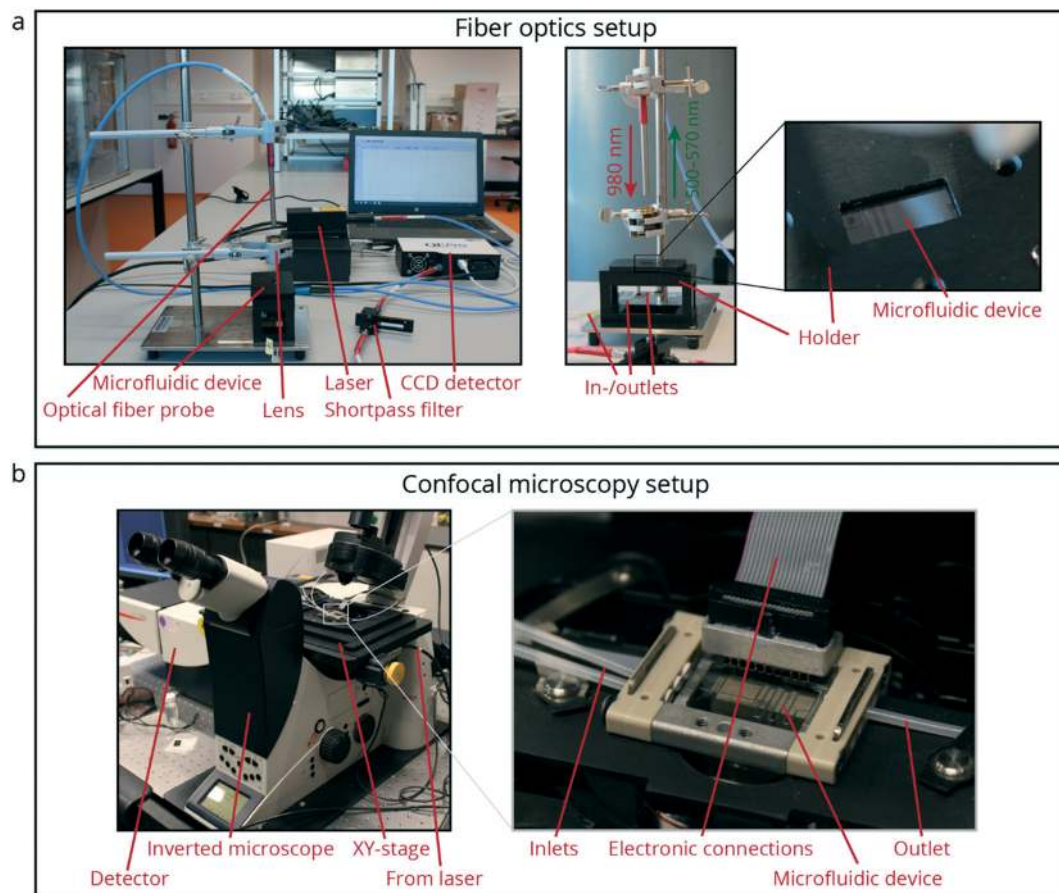 a
Fiber optics setup
980 nm
500–570 nm
Microfluidic device
Laser
CCD detector
Optical fiber probe
Lens
Shortpass filter
In-/outlets
Holder
Microfluidic device
b
Confocal microscopy setup
Inverted microscope
XY-stage
Detector
From laser
Inlets
Electronic connections
Outlet
Microfluidic device